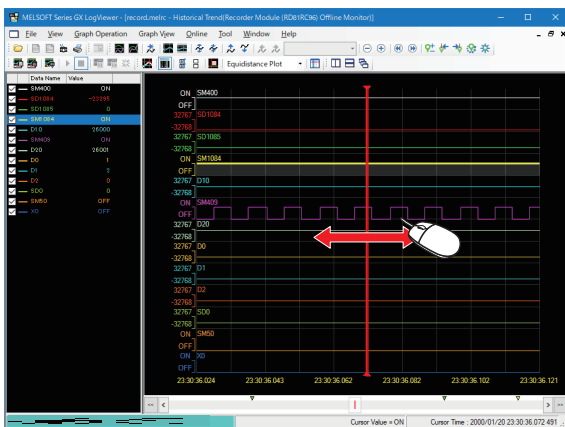 MELSOFT Series GX LogViewer - [record.melrc - Historical Trend(Recorder Module (RD81RC96) Offline Monitor)]
File View Graph Operation Graph View Online Tool Window Help
Equidistance Plot
Data Name Value
SM400 ON
SD1084
SD1085 0
SM1084 ON
D10 26000
SM409 ON
D20 26001
D0 1
D1 3
D2 0
SD0 0
SM50 OFF
X0 OFF
ON SM400
OFF
32767 SD1084
-32768
32767 SD1085
-32768
ON SM1084
OFF
32767 D10
-32768
ON SM409
OFF
32767 D20
-32768
32767 D0
-32768
32767 D1
-32768
32767 D2
-32768
32767 SD0
-32768
ON SM50
OFF
ON X0
OFF
23:30:36.024 23:30:36.043 23:30:36.062 23:30:36.082 23:30:36.102 23:30:36.121
Cursor Value = ON Cursor Time : 2000/01/20 23:30:36.072 491